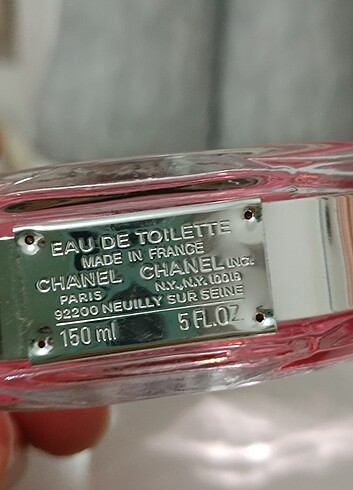 EAU DE TOILETTE
MADE IN FRANCE
CHANEL CHANEL INC.
PARIS N.Y., N.Y. 10019
92200 NEUILLY SUR SEINE
150 ml 5 FL.OZ.